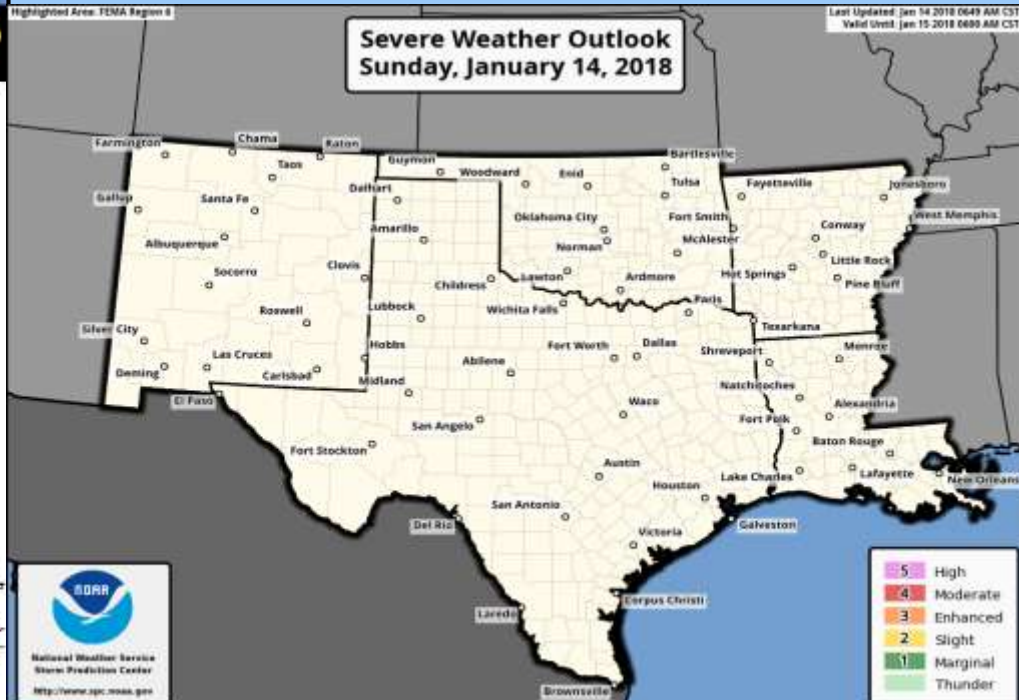 Highlighted Area: FEMA Region 6
Last Updated: Jan 14 2018 0649 AM CST
Valid Until: Jan 15 2018 0600 AM CST
Severe Weather Outlook
Sunday, January 14, 2018
Farmington
Chama
Raton
Taos
Guymon
Woodward
Enid
Bartlesville
Dalhart
Tulsa
Fayetteville
Jonesboro
Gallup
Santa Fe
Oklahoma City
Fort Smith
Conway
West Memphis
Amarillo
Albuquerque
Norman
McAlester
Little Rock
Socorro
Clovis
Childress
Lawton
Ardmore
Hot Springs
Pine Bluff
Roswell
Lubbock
Wichita Falls
Paris
Texarkana
Silver City
Las Cruces
Hobbs
Abilene
Fort Worth
Dallas
Shreveport
Monroe
Deming
Carlsbad
Midland
Natchitoches
El Paso
Waco
Alexandria
San Angelo
Fort Polk
Fort Stockton
Baton Rouge
Austin
Lake Charles
Lafayette
New Orleans
Houston
San Antonio
Del Rio
Galveston
Victoria
Laredo
Corpus Christi
Brownsville
NOAA
National Weather Service
Storm Prediction Center
http://www.spc.noaa.gov
5 High
4 Moderate
3 Enhanced
2 Slight
1 Marginal
Thunder